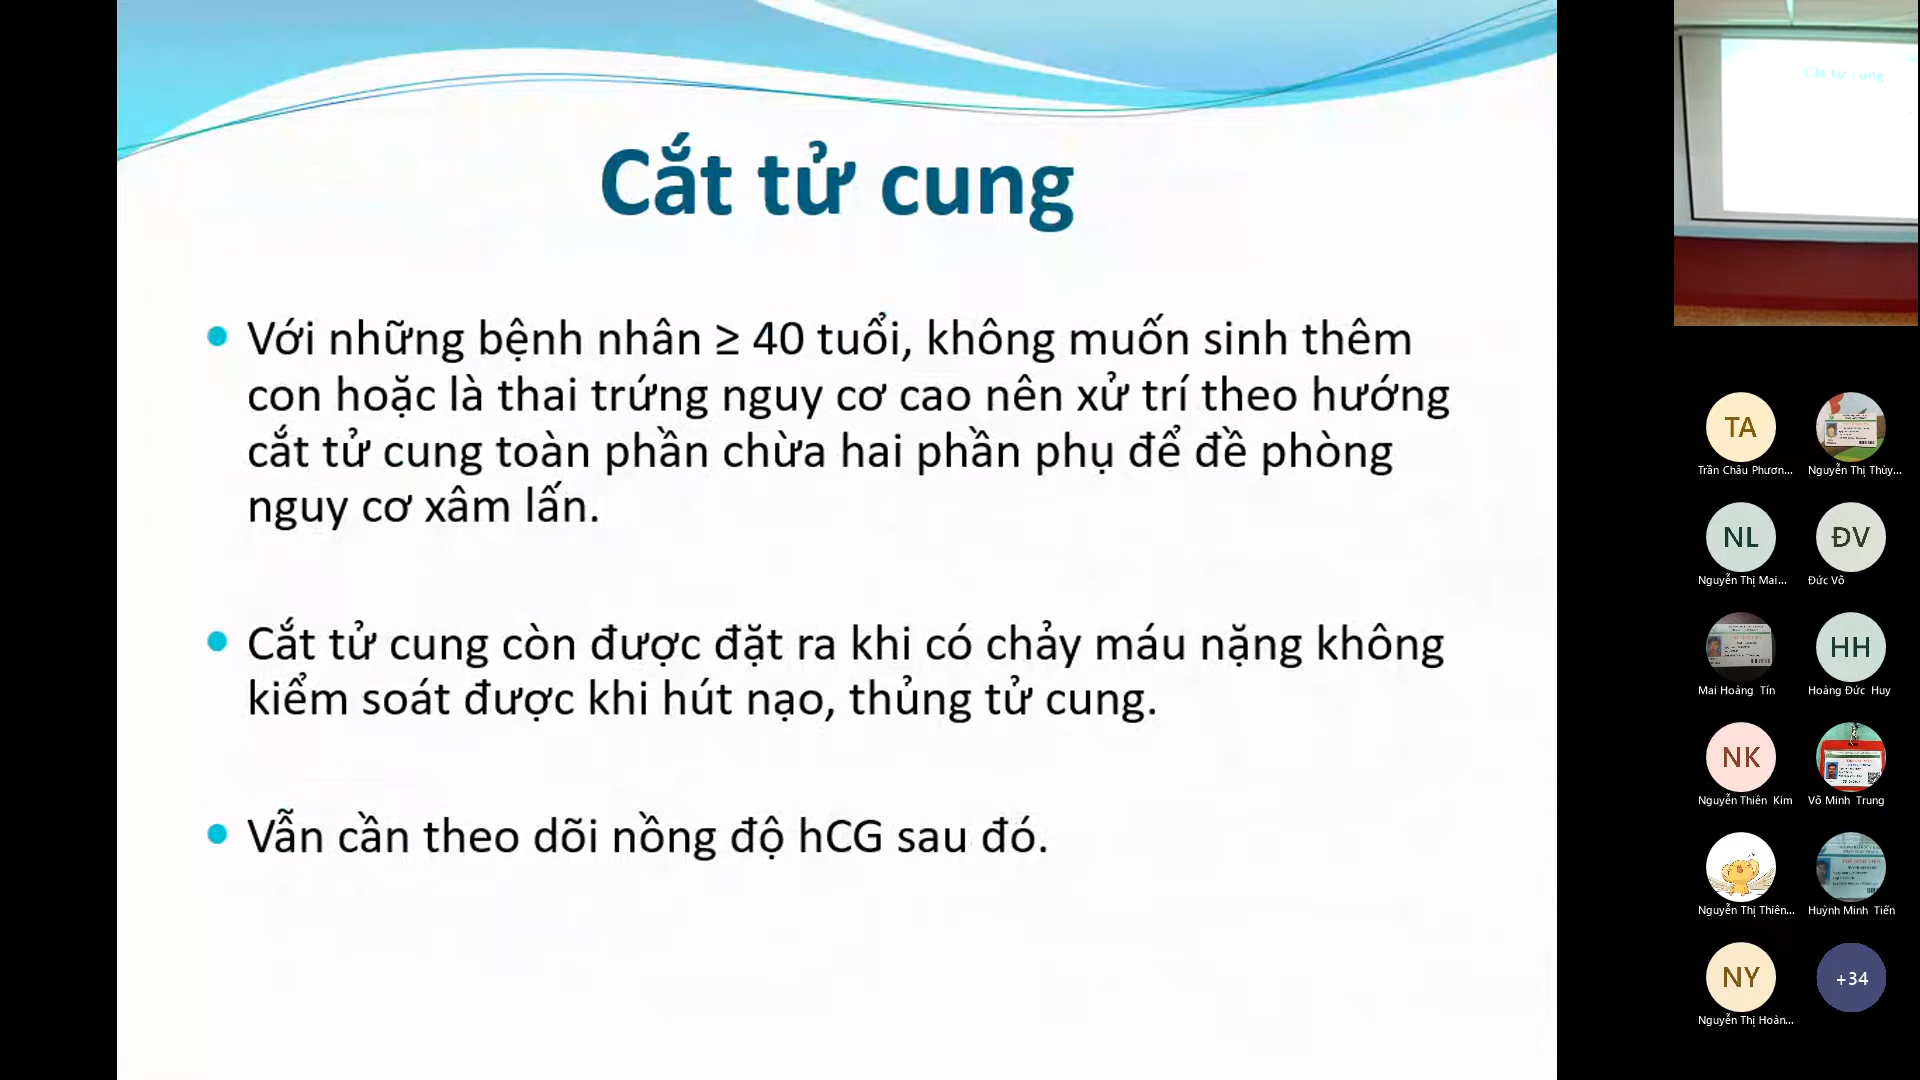 Cắt tử cung
Với những bệnh nhân ≥ 40 tuổi, không muốn sinh thêm
con hoặc là thai trứng nguy cơ cao nên xử trí theo hướng
cắt tử cung toàn phần chừa hai phần phụ để đề phòng
nguy cơ xâm lấn.
Cắt tử cung còn được đặt ra khi có chảy máu nặng không
kiểm soát được khi hút nạo, thủng tử cung.
Vẫn cần theo dõi nồng độ hCG sau đó.
Cắt tử cung
TA
Trần Châu Phươn...
Nguyễn Thị Thùy...
NL
ĐV
Nguyễn Thị Mai...
Đức Võ
HH
Mai Hoàng Tín
Hoàng Đức Huy
NK
Nguyễn Thiên Kim
Võ Minh Trung
Nguyễn Thị Thiên...
Huỳnh Minh Tiến
NY
+34
Nguyễn Thị Hoàn...